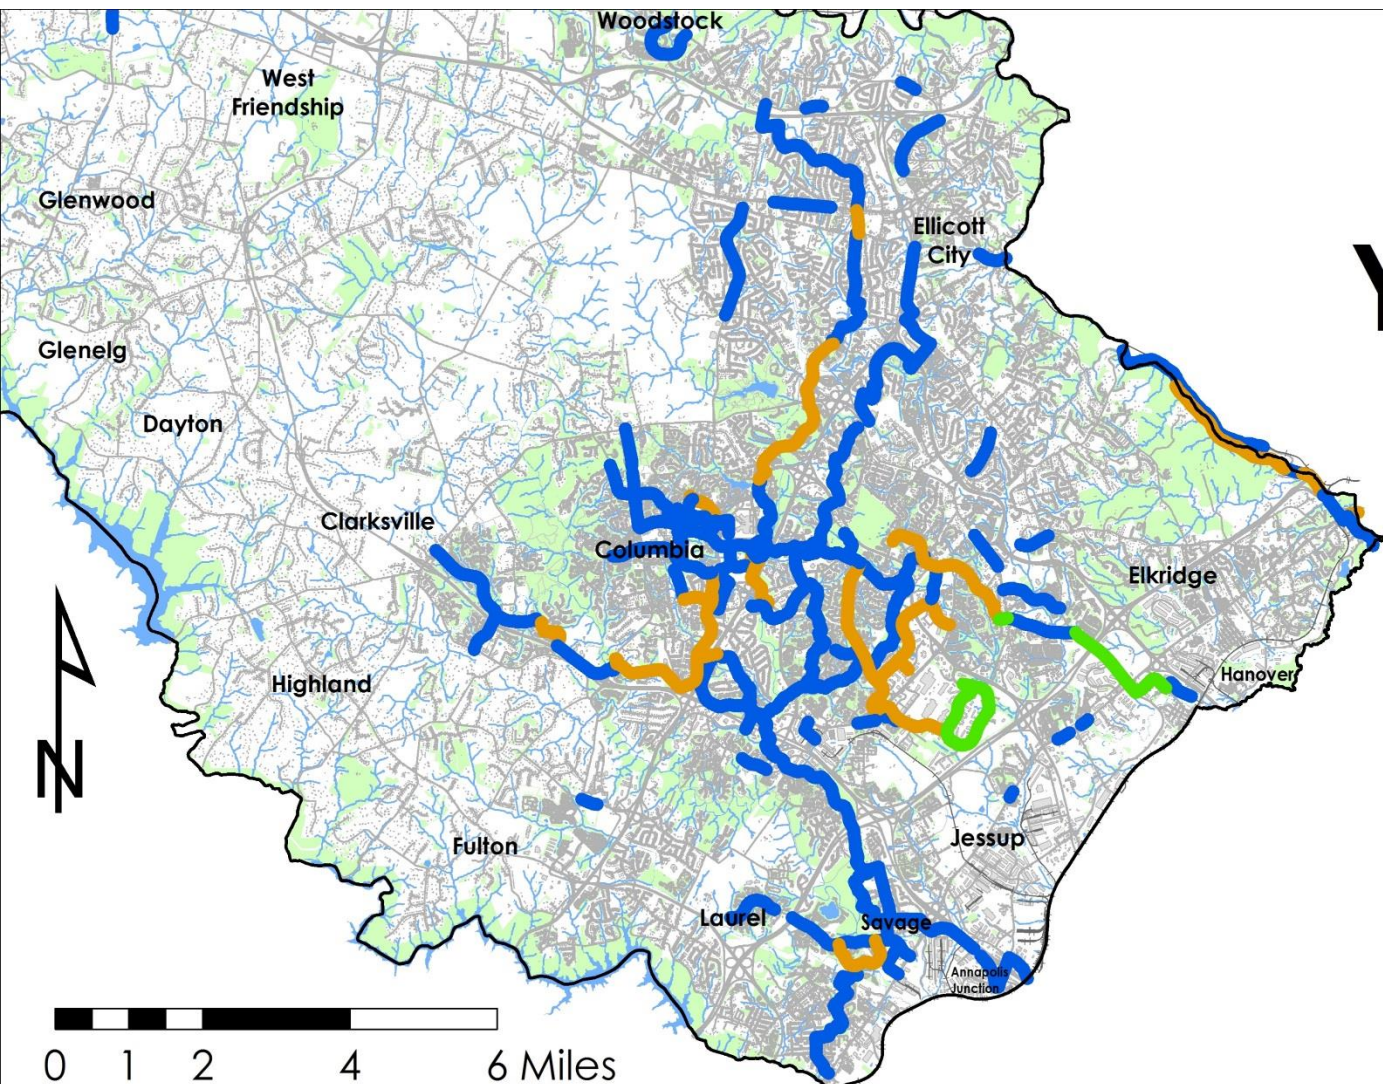 Woodstock
West
Friendship
Glenwood
Ellicott
City
Y
Glenelg
Dayton
Clarksville
Columbia
Elkridge
Highland
Hanover
N
Jessup
Fulton
Laurel
Savage
Annapolis
Junction
0 1 2 4 6 Miles